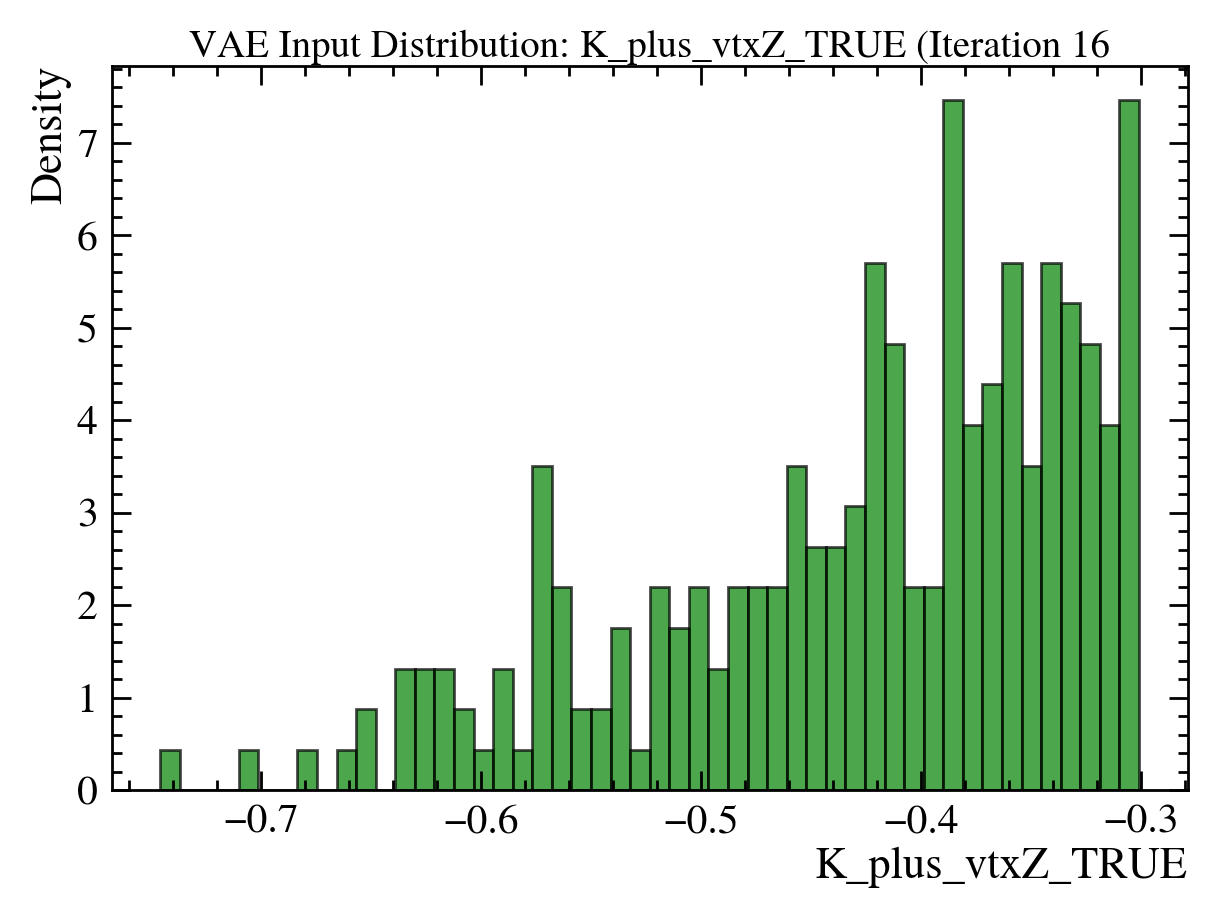 VAE Input Distribution: K_plus_vtxZ_TRUE (Iteration 16
Density
7
6
5
4
3
2
1
0
−0.7 −0.6 −0.5 −0.4 −0.3
K_plus_vtxZ_TRUE